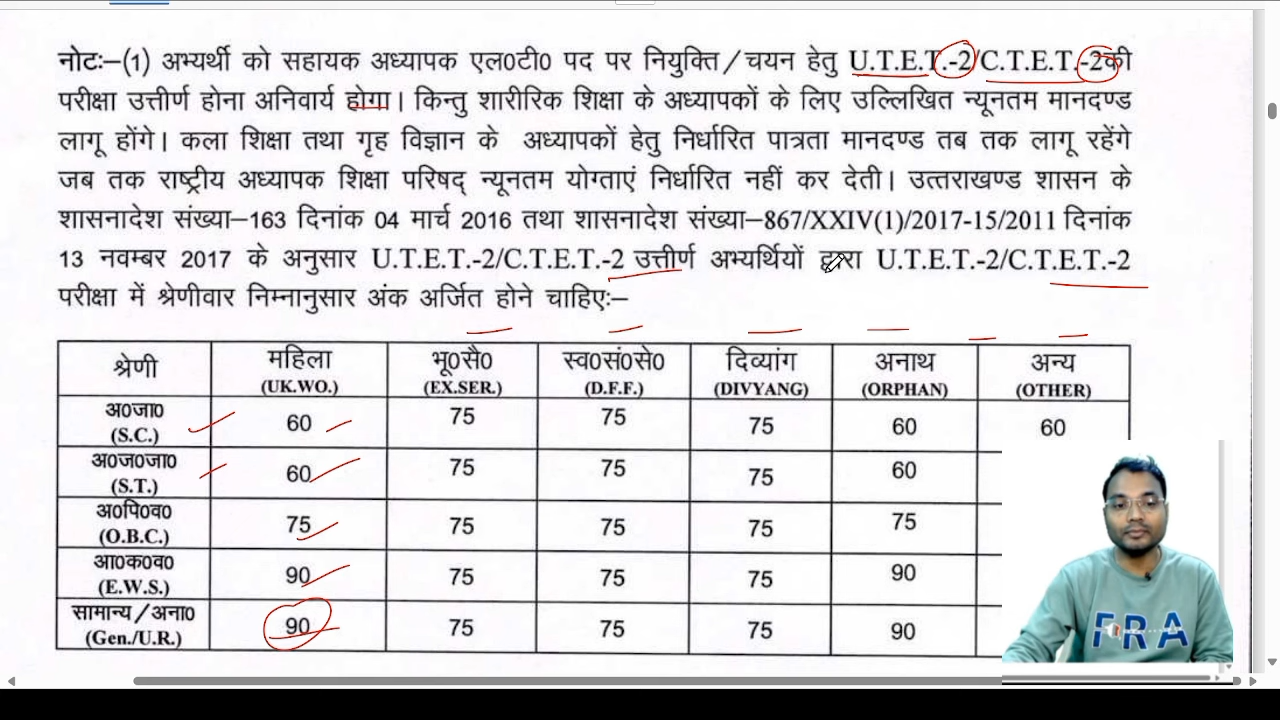 नोटः–(1) अभ्यर्थी को सहायक अध्यापक एल0टी0 पद पर नियुक्ति/चयन हेतु U.T.E.T.-2/C.T.E.T.-2की
परीक्षा उत्तीर्ण होना अनिवार्य होगा। किन्तु शारीरिक शिक्षा के अध्यापकों के लिए उल्लिखित न्यूनतम मानदण्ड
लागू होंगे। कला शिक्षा तथा गृह विज्ञान के अध्यापकों हेतु निर्धारित पात्रता मानदण्ड तब तक लागू रहेंगे
जब तक राष्ट्रीय अध्यापक शिक्षा परिषद् न्यूनतम योग्ताएं निर्धारित नहीं कर देती। उत्तराखण्ड शासन के
शासनादेश संख्या–163 दिनांक 04 मार्च 2016 तथा शासनादेश संख्या–867/XXIV(1)/2017-15/2011 दिनांक
13 नवम्बर 2017 के अनुसार U.T.E.T.-2/C.T.E.T.-2 उत्तीर्ण अभ्यर्थियों द्वारा U.T.E.T.-2/C.T.E.T.-2
परीक्षा में श्रेणीवार निम्नानुसार अंक अर्जित होने चाहिएः–
श्रेणी महिला (UK.WO.) भू0सै0 (EX.SER.) स्व0सं0से0 (D.F.F.) दिव्यांग (DIVYANG) अनाथ (ORPHAN) अन्य (OTHER)
अ0जा0 (S.C.) 60 75 75 75 60 60
अ0ज0जा0 (S.T.) 60 75 75 75 60
अ0पि0व0 (O.B.C.) 75 75 75 75 75
आ0क0व0 (E.W.S.) 90 75 75 75 90
सामान्य/अना0 (Gen./U.R.) 90 75 75 75 90
FRA